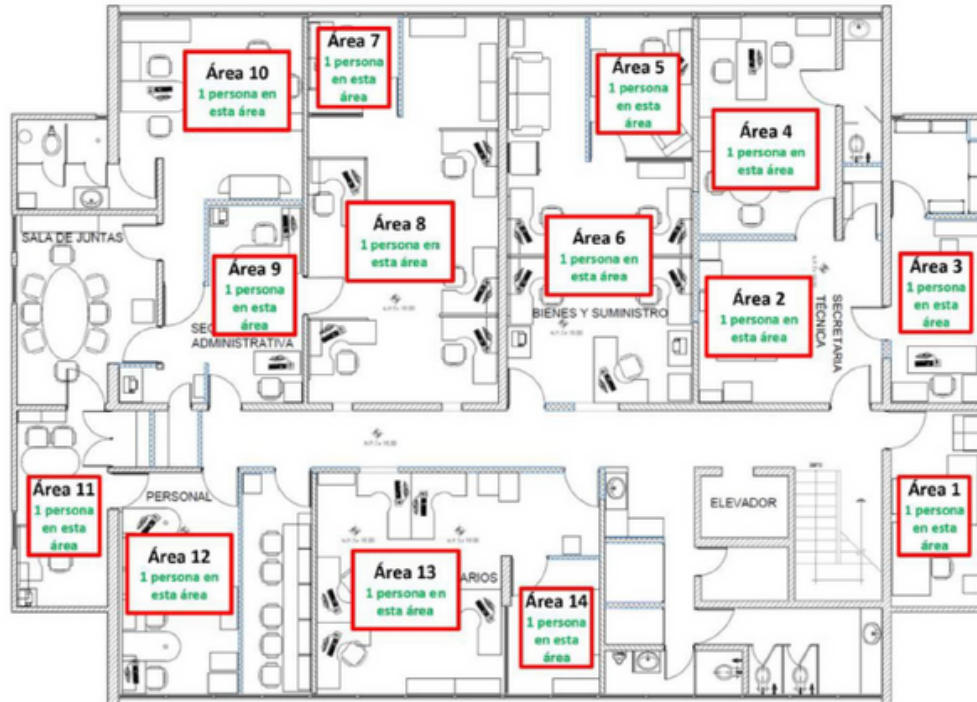 Área 10
1 persona en
esta área
Área 7
1 persona
en esta
área
Área 5
1 persona
en esta
área
Área 4
1 persona en
esta área
SALA DE JUNTAS
Área 9
1 persona
en esta
área
ADMINISTRATIVA
Área 8
1 persona en
esta área
Área 6
1 persona en
esta área
BIENES Y SUMINISTRO
Área 2
1 persona en
esta área
SECRETARIA
TÉCNICA
Área 3
1 persona
en esta
área
Área 11
1 persona
en esta
área
PERSONAL
Área 12
1 persona en
esta área
Área 13
1 persona en
esta área
ARIOS
Área 14
1 persona
en esta
área
ELEVADOR
Área 1
1 persona
en esta
área